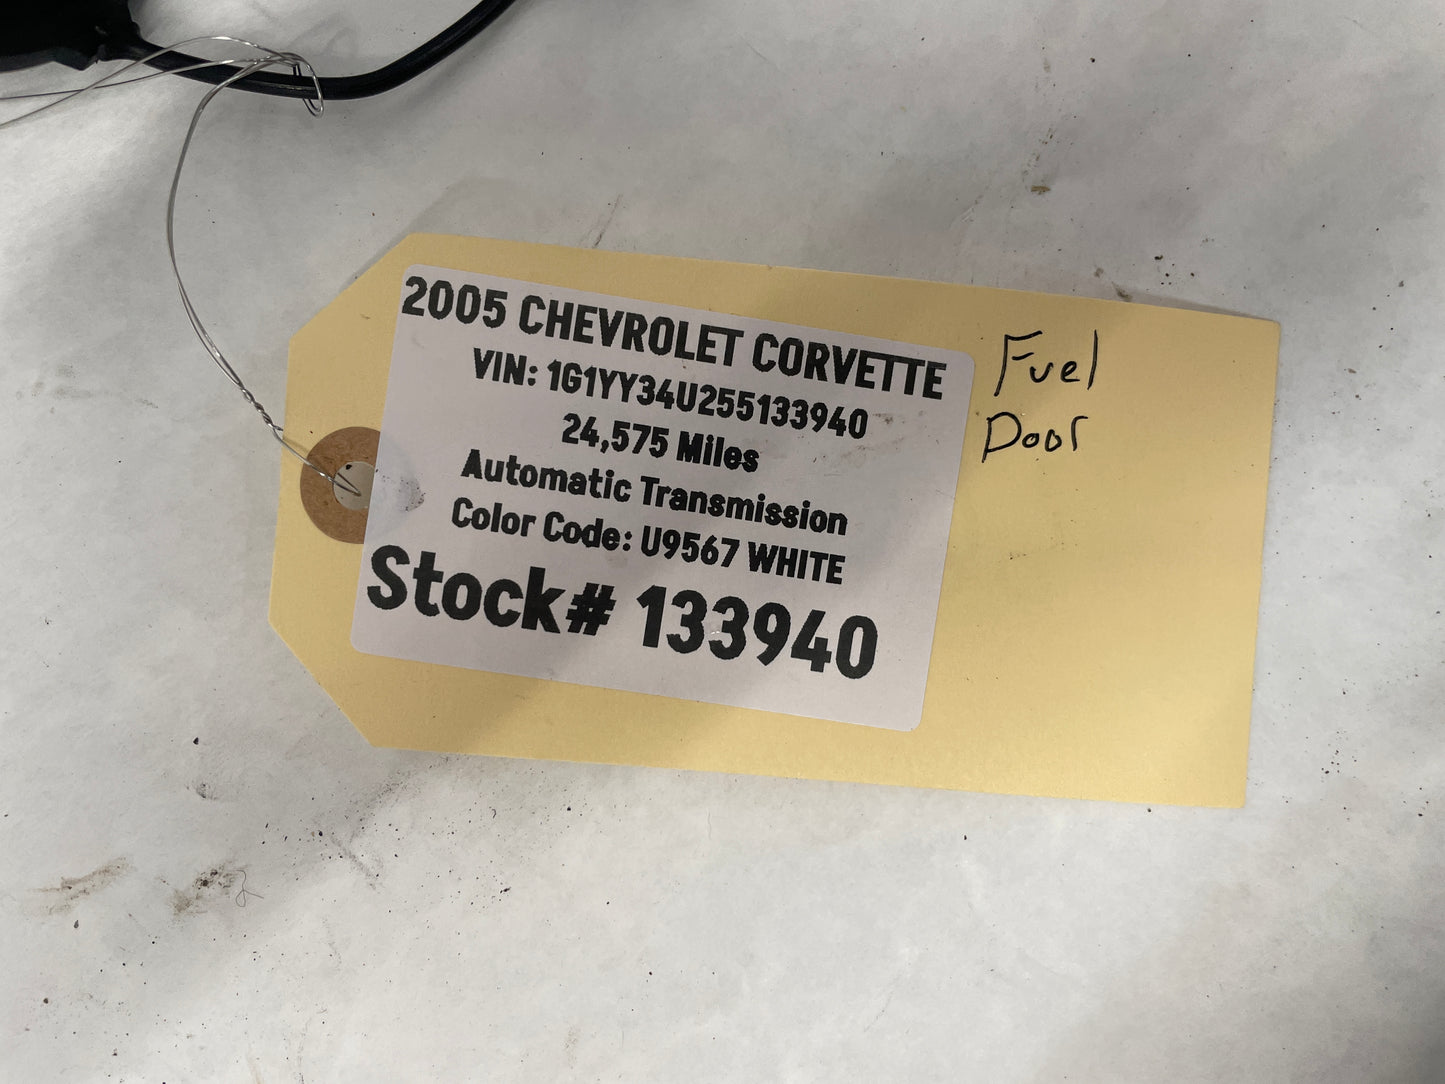 2005 CHEVROLET CORVETTE
VIN: 1G1YY34U255133940
24,575 Miles
Automatic Transmission
Color Code: U9567 WHITE
Stock# 133940
Fuel
Door